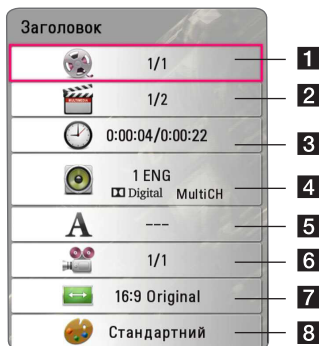 Заголовок
1/1
1
1/2
2
0:00:04/0:00:22
3
1 ENG
Digital MultiCH
4
A
---
5
1/1
6
16:9 Original
7
Стандартний
8